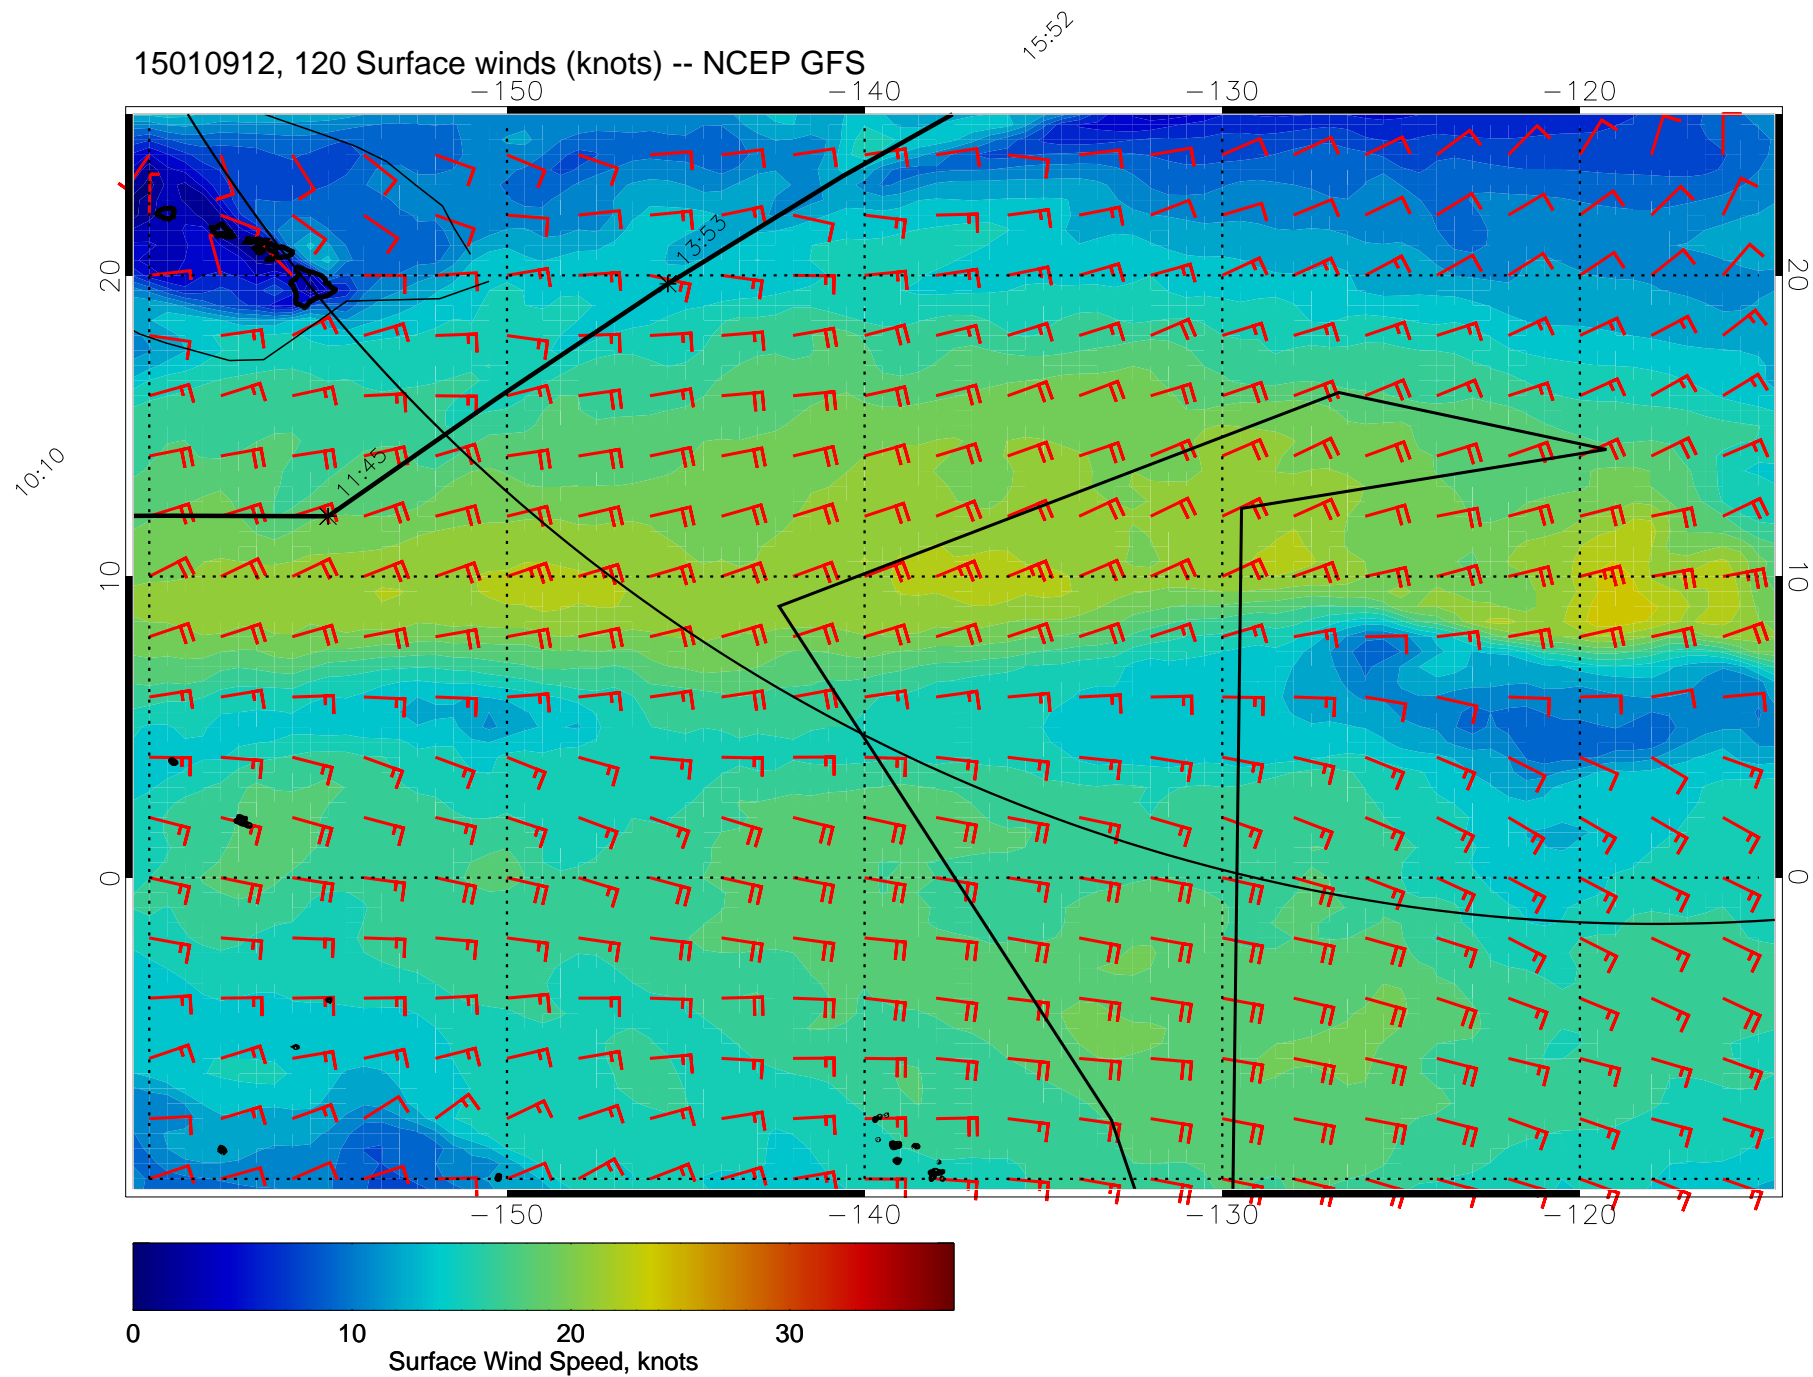 15:52
15010912, 120 Surface winds (knots) -- NCEP GFS
-150 -140 -130 -120
13:53
20 20
11:45
10:10
10 10
0 0
-150 -140 -130 -120
0 10 20 30
Surface Wind Speed, knots